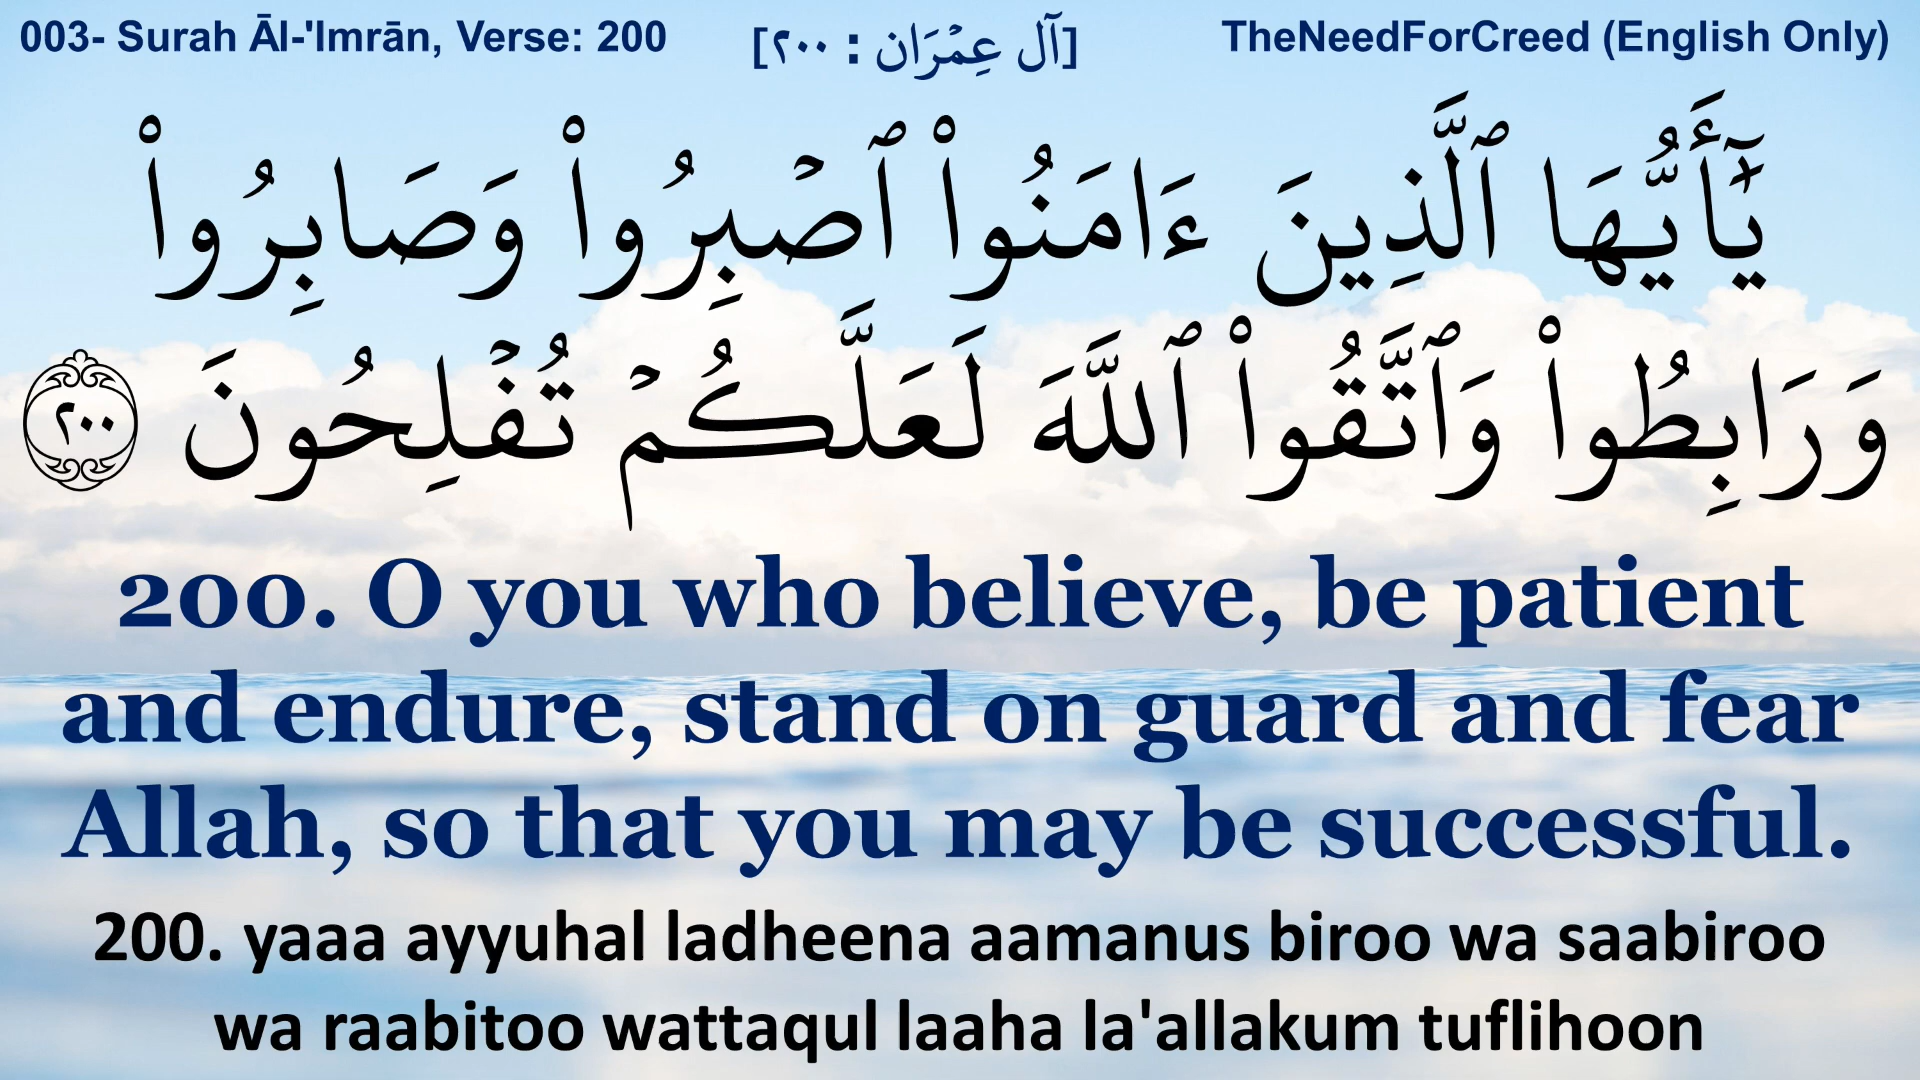 003- Surah Āl-'Imrān, Verse: 200
[آل عِمۡرَان : ٢٠٠]
TheNeedForCreed (English Only)
يَٰٓأَيُّهَا ٱلَّذِينَ ءَامَنُواْ ٱصۡبِرُواْ وَصَابِرُواْ
وَرَابِطُواْ وَٱتَّقُواْ ٱللَّهَ لَعَلَّكُمۡ تُفۡلِحُونَ ٢٠٠
200. O you who believe, be patient
and endure, stand on guard and fear
Allah, so that you may be successful.
200. yaaa ayyuhal ladheena aamanus biroo wa saabiroo
wa raabitoo wattaqul laaha la'allakum tuflihoon